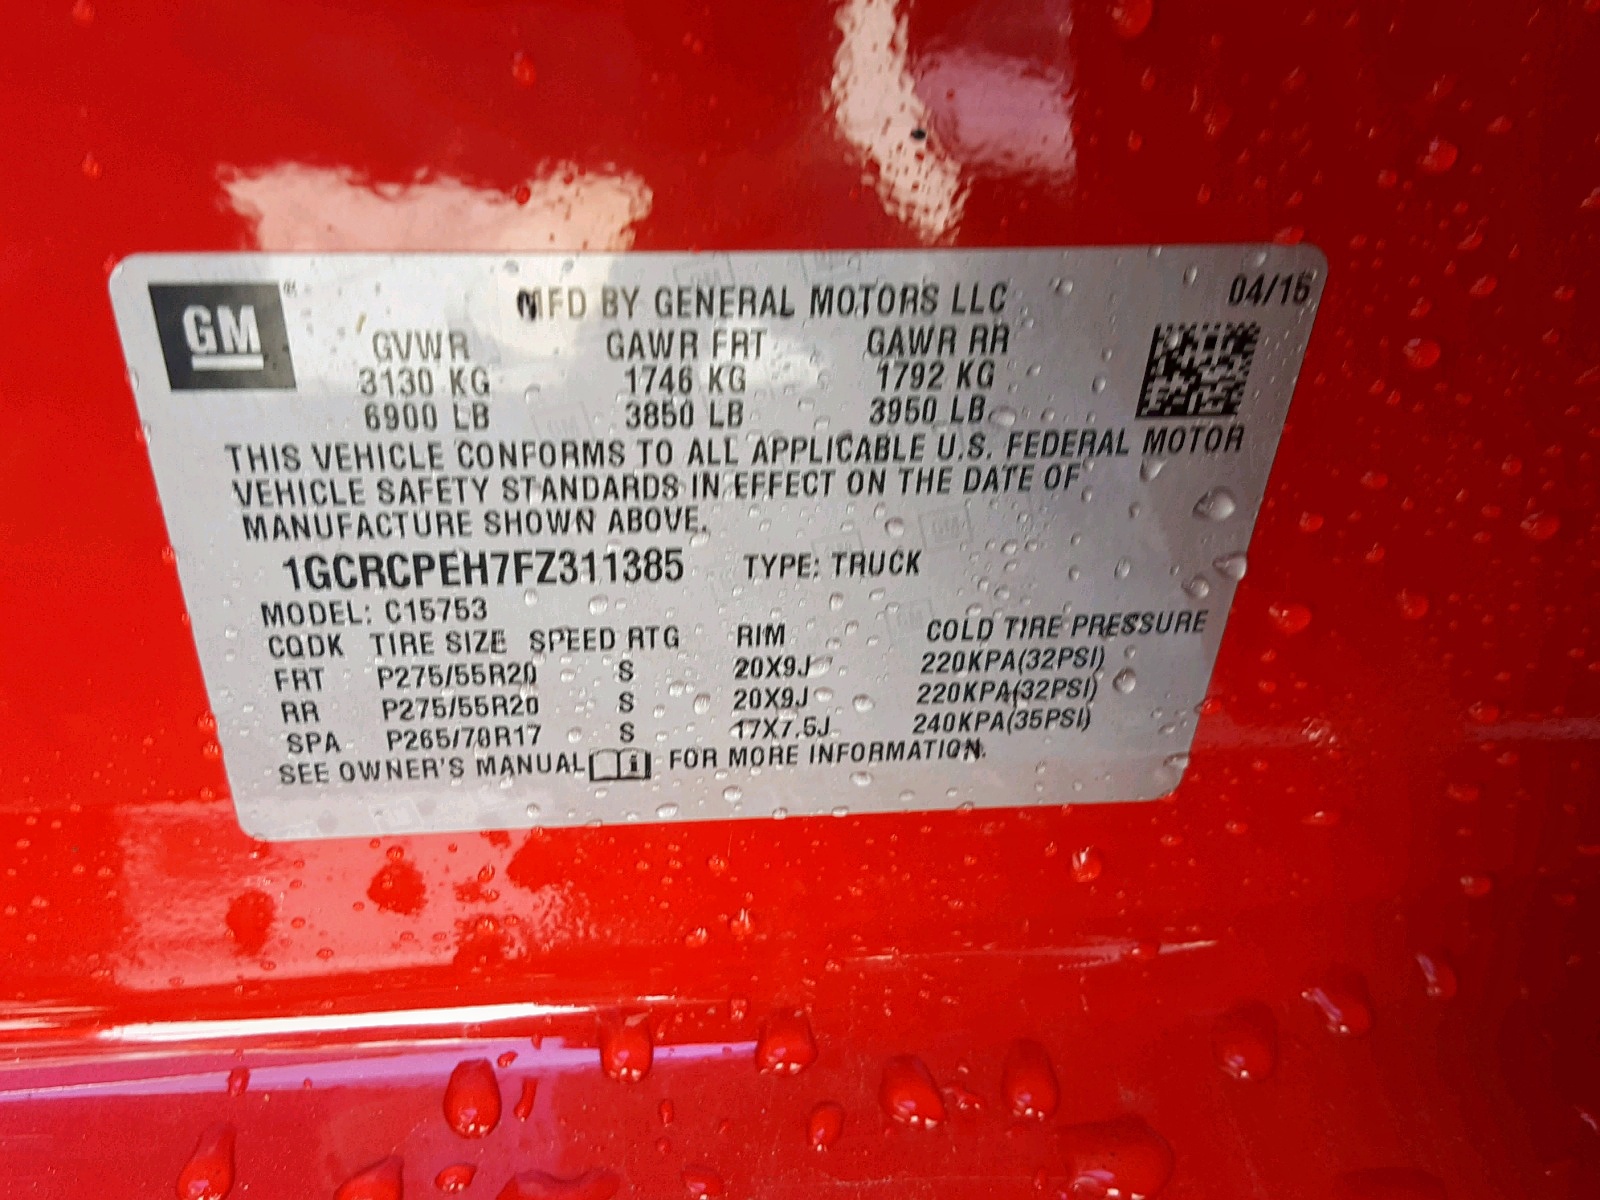 GM
MFD BY GENERAL MOTORS LLC 04/15
GVWR GAWR FRT GAWR RR
3130 KG 1746 KG 1792 KG
6900 LB 3850 LB 3950 LB
THIS VEHICLE CONFORMS TO ALL APPLICABLE U.S. FEDERAL MOTOR
VEHICLE SAFETY STANDARDS IN EFFECT ON THE DATE OF
MANUFACTURE SHOWN ABOVE.
1GCRCPEH7FZ311385 TYPE: TRUCK
MODEL: C15753
CQDK TIRE SIZE SPEED RTG RIM COLD TIRE PRESSURE
FRT P275/55R20 S 20X9J 220KPA(32PSI)
RR P275/55R20 S 20X9J 220KPA(32PSI)
SPA P265/70R17 S 17X7.5J 240KPA(35PSI)
SEE OWNER'S MANUAL FOR MORE INFORMATION.